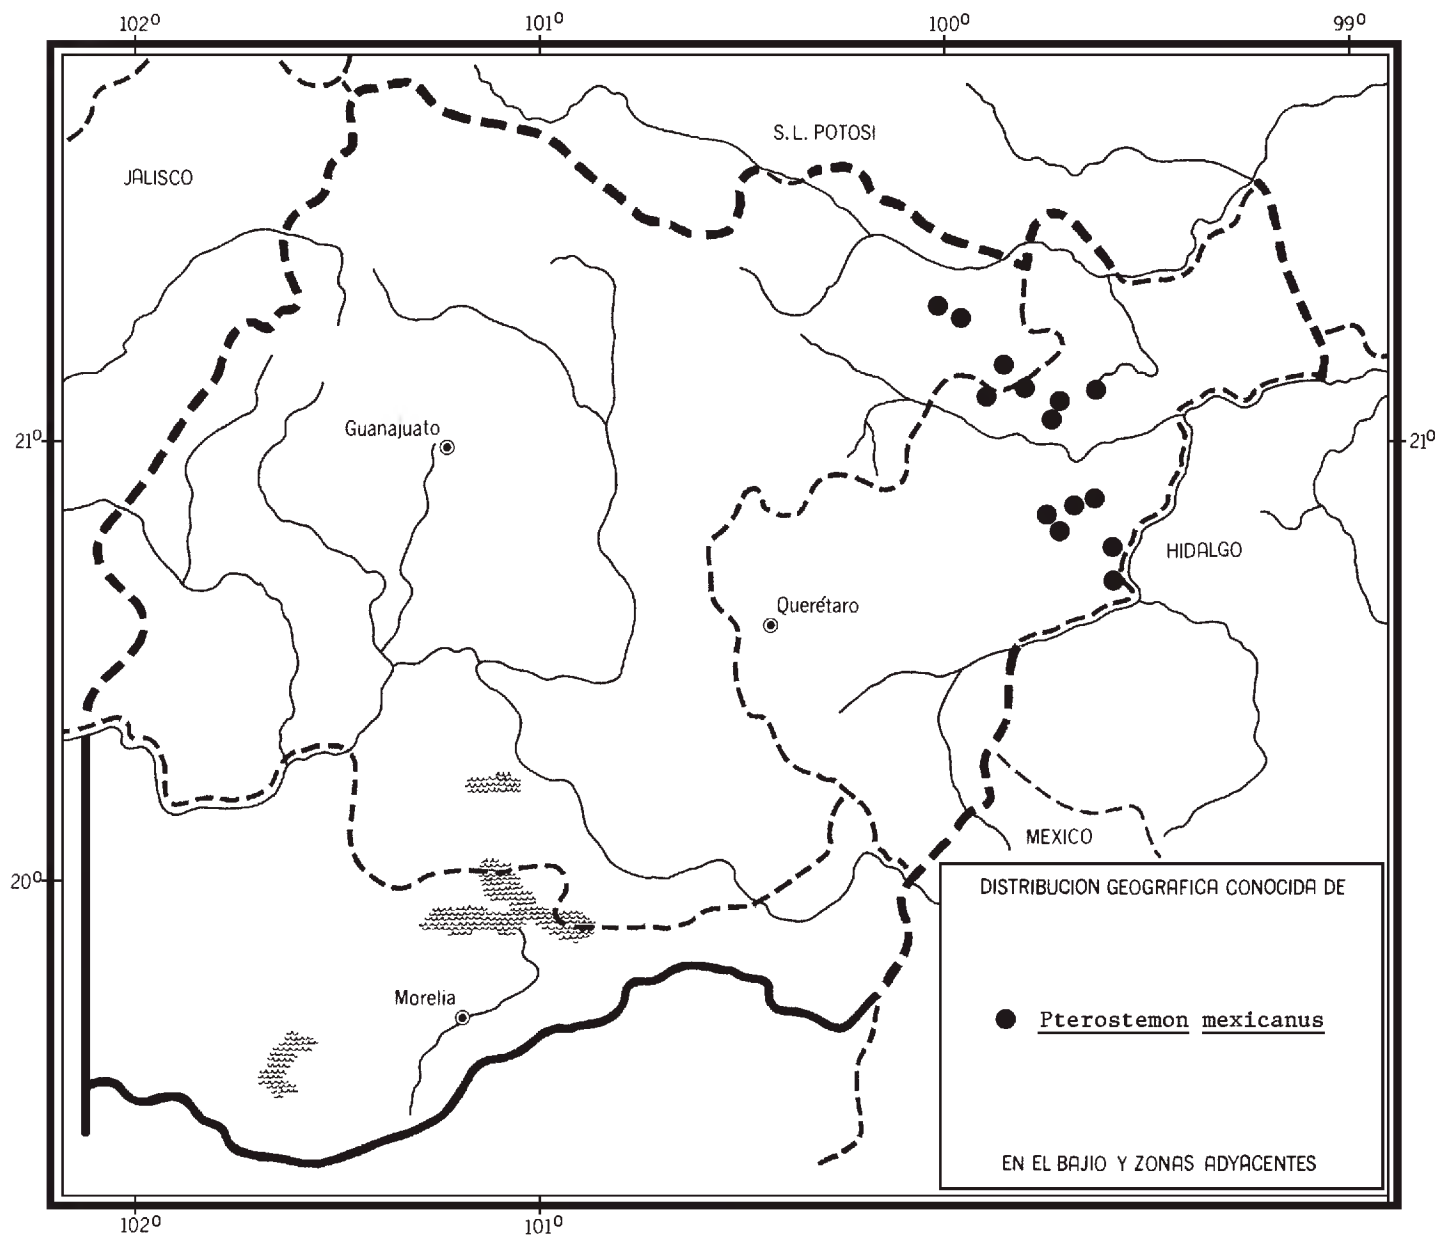 102° 101° 100° 99°
S.L. POTOSI
JALISCO
Guanajuato
21° 21°
HIDALGO
Querétaro
MEXICO
20°
DISTRIBUCION GEOGRAFICA CONOCIDA DE
Morelia
Pterostemon mexicanus
EN EL BAJIO Y ZONAS ADYACENTES
102° 101°